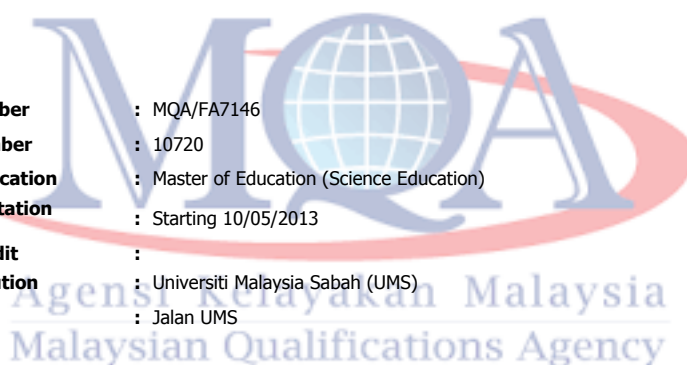 MQA
ber : MQA/FA7146
ber : 10720
cation : Master of Education (Science Education)
tation : Starting 10/05/2013
dit :
tion : Universiti Malaysia Sabah (UMS)
: Jalan UMS
Agensi Kelayakan Malaysia
Malaysian Qualifications Agency